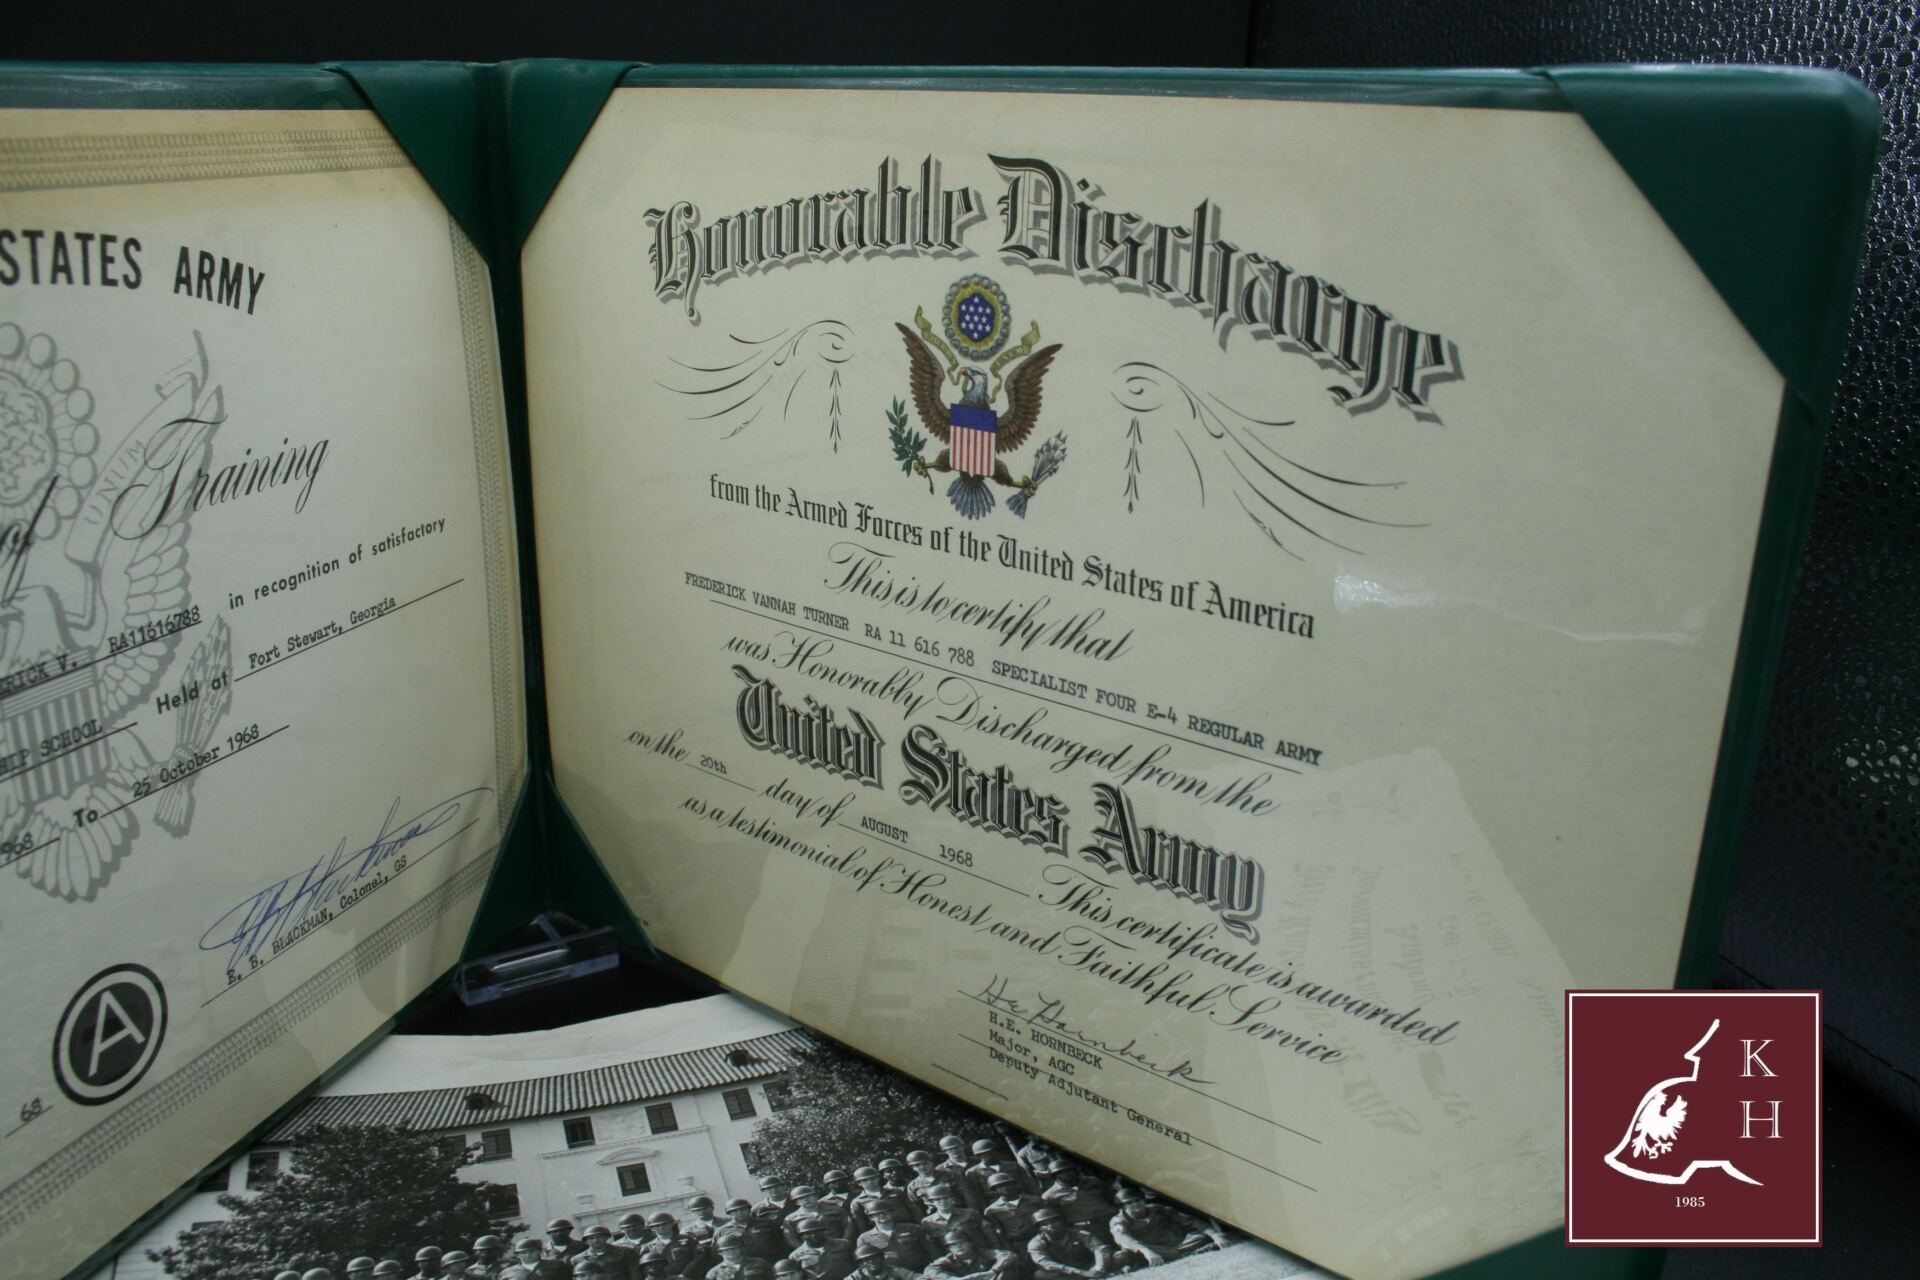 STATES ARMY
of Training
ERICK V. RA11616788 in recognition of satisfactory
HIP SCHOOL Held at Fort Stewart, Georgia
968 To 25 October 1968
E. B. BLACKMAN, Colonel, GS
A
68
Honorable Discharge
from the Armed Forces of the United States of America
This is to certify that
FREDERICK VANNAH TURNER RA 11 616 788 SPECIALIST FOUR E-4 REGULAR ARMY
was Honorably Discharged from the
United States Army
on the 20th day of AUGUST 1968 This certificate is awarded
as a testimonial of Honest and Faithful Service
H.E. HORNBECK
Major, AGC
Deputy Adjutant General
K
H
1985